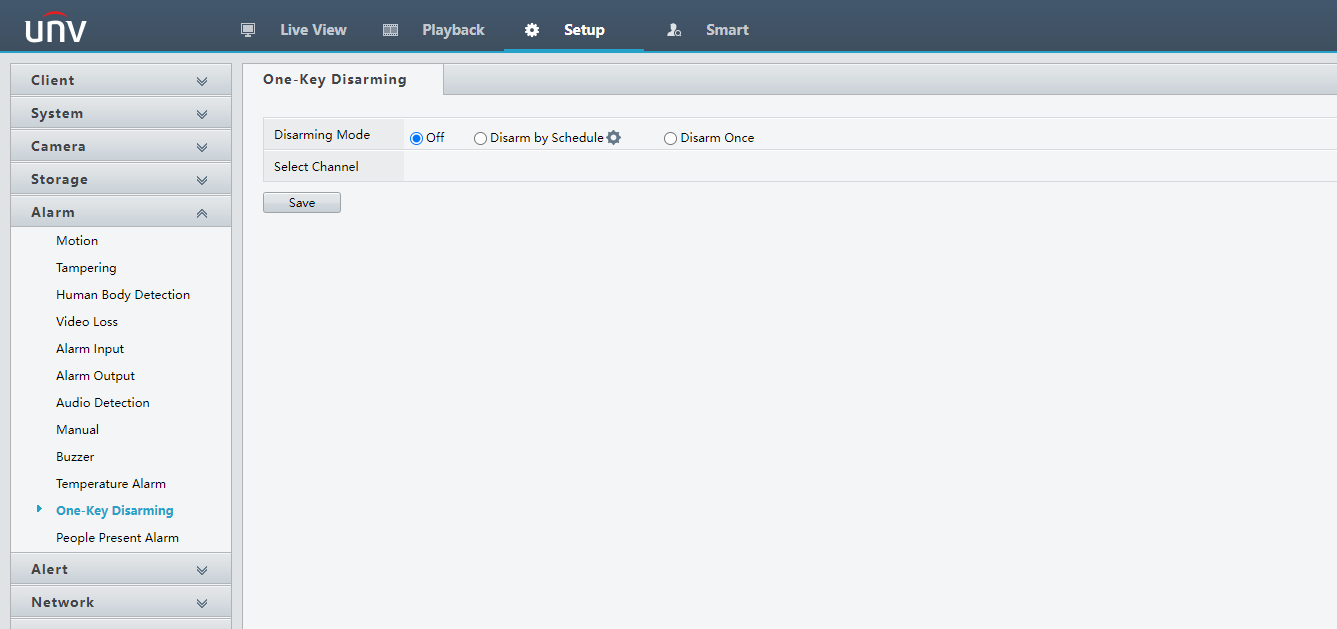 unv
Live View
Playback
Setup
Smart
Client
System
Camera
Storage
Alarm
Motion
Tampering
Human Body Detection
Video Loss
Alarm Input
Alarm Output
Audio Detection
Manual
Buzzer
Temperature Alarm
One-Key Disarming
People Present Alarm
Alert
Network
One-Key Disarming
Disarming Mode Off Disarm by Schedule Disarm Once
Select Channel
Save